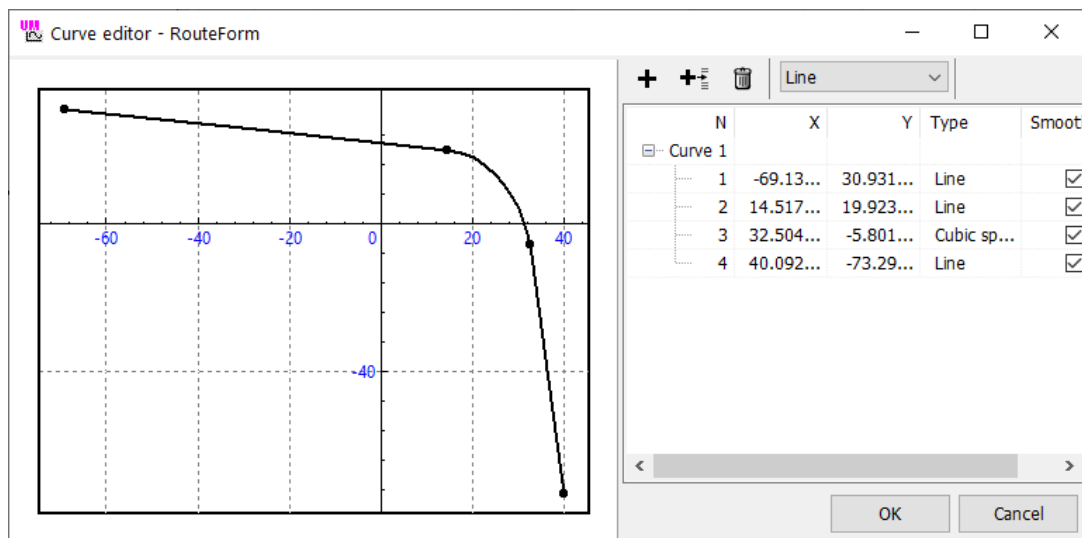 UM Curve editor - RouteForm
Line
N X Y Type Smoot
Curve 1
1 -69.13... 30.931... Line
2 14.517... 19.923... Line
3 32.504... -5.801... Cubic sp...
4 40.092... -73.29... Line
-60 -40 -20 0 20 40
-40
OK Cancel